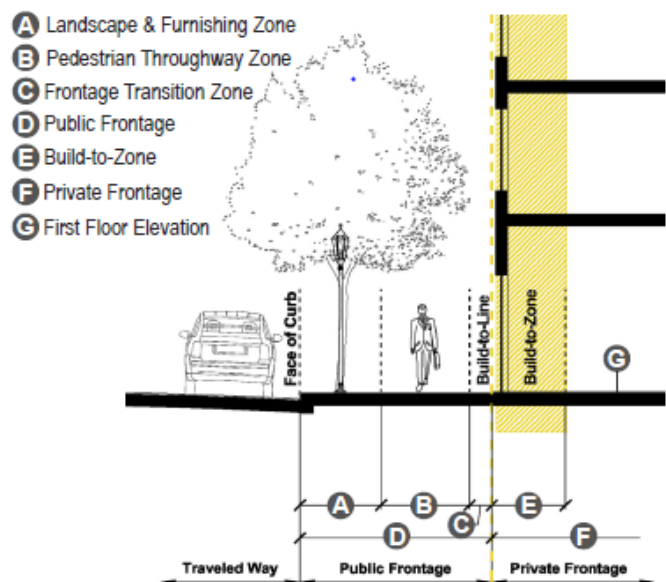 A Landscape & Furnishing Zone
B Pedestrian Throughway Zone
C Frontage Transition Zone
D Public Frontage
E Build-to-Zone
F Private Frontage
G First Floor Elevation
Face of Curb
Build-to-Line
Build-to-Zone
G
A
B
C
E
D
F
Traveled Way
Public Frontage
Private Frontage